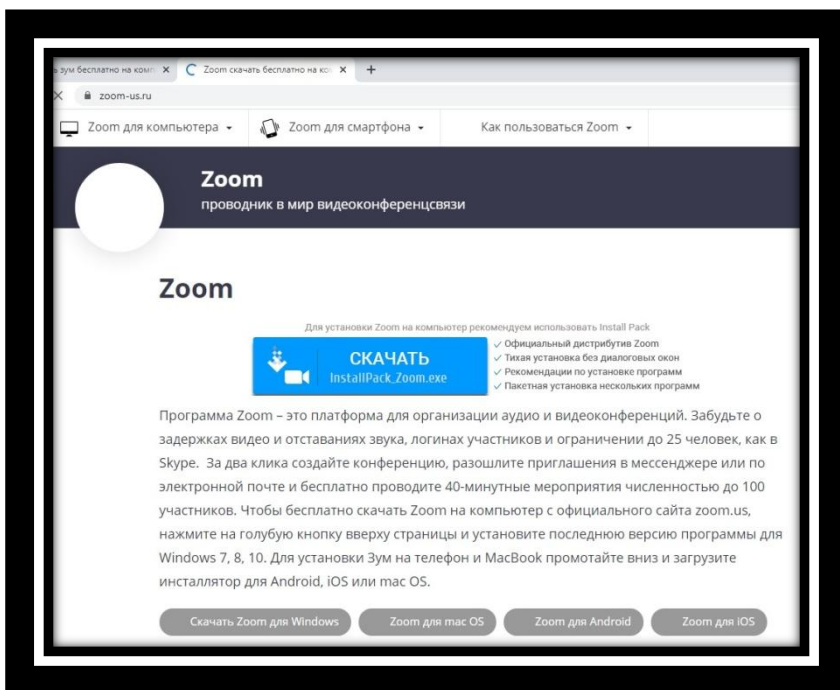 ь зум бесплатно на комп
Zoom скачать бесплатно на ко
zoom-us.ru
Zoom для компьютера
Zoom для смартфона
Как пользоваться Zoom
Zoom
проводник в мир видеоконференцсвязи
Zoom
Для установки Zoom на компьютер рекомендуем использовать Install Pack
СКАЧАТЬ
InstallPack_Zoom.exe
Официальный дистрибутив Zoom
Тихая установка без диалоговых окон
Рекомендации по установке программ
Пакетная установка нескольких программ
Программа Zoom – это платформа для организации аудио и видеоконференций. Забудьте о
задержках видео и отставаниях звука, логинах участников и ограничении до 25 человек, как в
Skype. За два клика создайте конференцию, разошлите приглашения в мессенджере или по
электронной почте и бесплатно проводите 40-минутные мероприятия численностью до 100
участников. Чтобы бесплатно скачать Zoom на компьютер с официального сайта zoom.us,
нажмите на голубую кнопку вверху страницы и установите последнюю версию программы для
Windows 7, 8, 10. Для установки Зум на телефон и MacBook промотайте вниз и загрузите
инсталлятор для Android, iOS или mac OS.
Скачать Zoom для Windows
Zoom для mac OS
Zoom для Android
Zoom для iOS